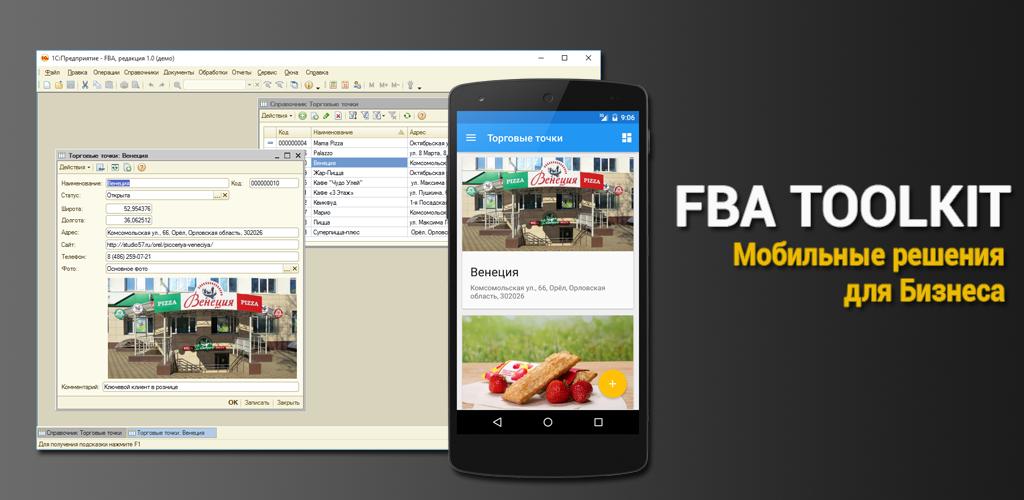 1С:Предприятие - FBA, редакция 1.0 (демо)
Файл Правка Операции Справочники Документы Обработки Отчеты Сервис Окна Справка
M M+ M-
Справочник: Торговые точки
Действия
Код Наименование Адрес
000000004 Mama Pizza Октябрьская у
Palazzo ул. 8 Марта, 8
Венеция Комсомольск
Жар-Пицца Октябрьская
Кафе "Чудо Улей" ул. Максима
Кафе «3 Этаж» ул. Пушкина,
Квикфуд 1-я Посадская
Марио Комсомольск
Пицца ул. Максима Г
Суперпицца-плюс Орёл, Орловс
Торговые точки: Венеция
Действия
Наименование: Венеция Код: 000000010
Статус: Открыта
Широта: 52,954376
Долгота: 36,062512
Адрес: Комсомольская ул., 66, Орёл, Орловская область, 302026
Сайт: http://studio57.ru/orel/piccerya-veneciya/
Телефон: 8 (486) 259-07-21
Фото: Основное фото
PIZZA Венеция PIZZA
Комментарий: Ключевой клиент в рознице
OK Записать Закрыть
Справочник: Торговые точки Торговые точки: Венеция
Для получения подсказки нажмите F1
9:06
Торговые точки
PIZZA Венеция PIZZA
Венеция
Комсомольская ул., 66, Орёл, Орловская
область, 302026
FBA TOOLKIT
Мобильные решения
для Бизнеса